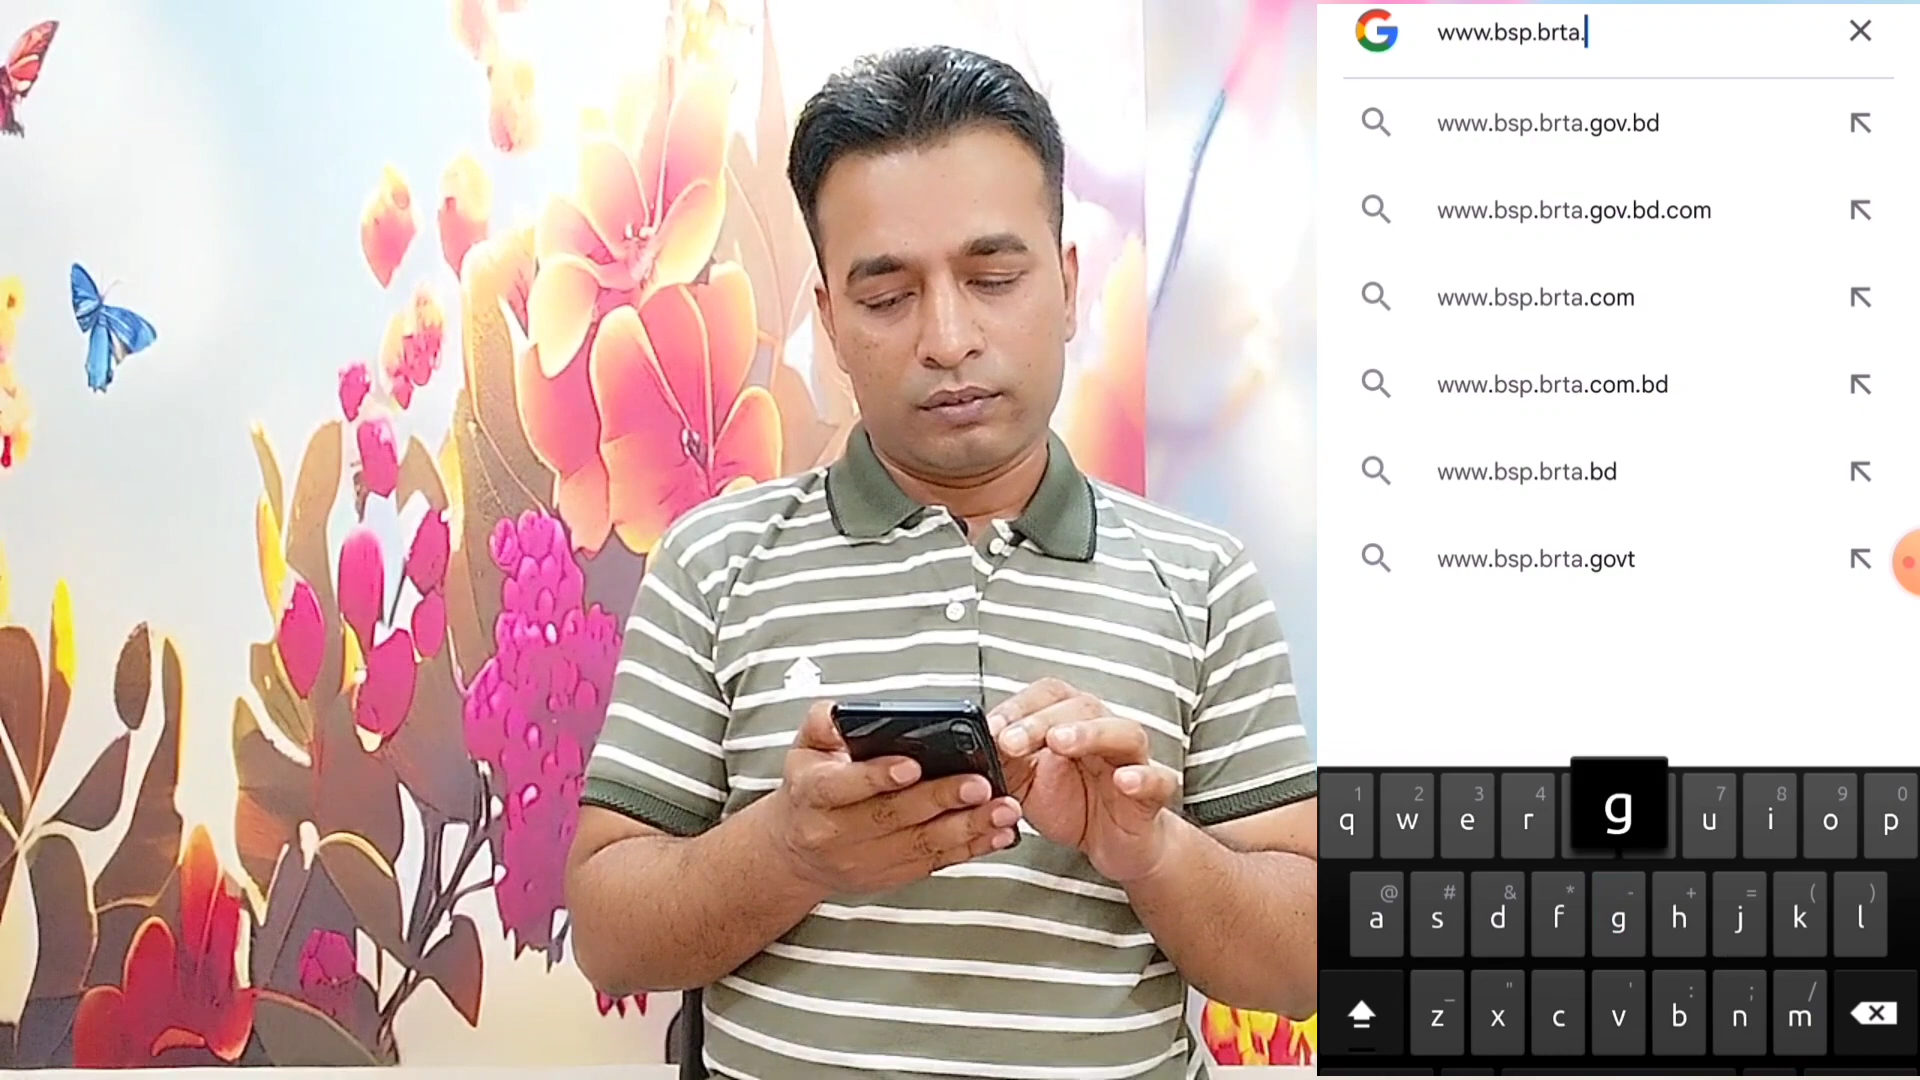 www.bsp.brta.
www.bsp.brta.gov.bd
www.bsp.brta.gov.bd.com
www.bsp.brta.com
www.bsp.brta.com.bd
www.bsp.brta.bd
www.bsp.brta.govt
1 2 3 4 7 8 9 0
q w e r g u i o p
@ # & * - + = ( )
a s d f g h j k l
_ " ' : ; /
z x c v b n m